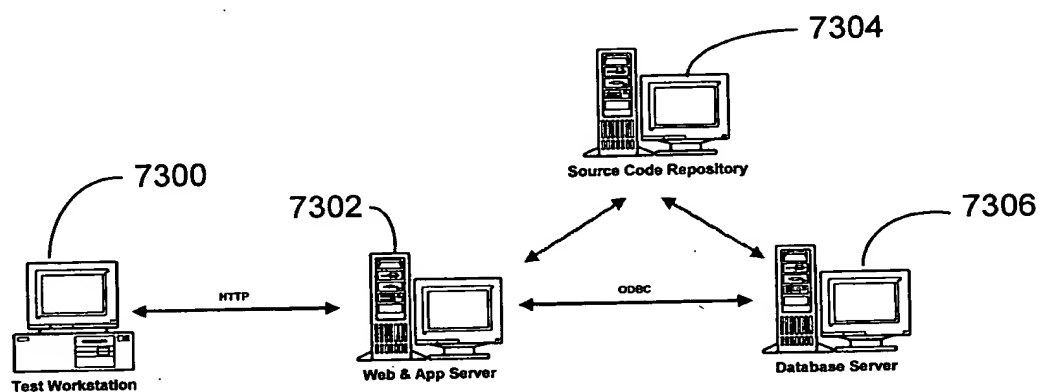 7304
Source Code Repository
7300
7302
7306
HTTP
ODBC
Test Workstation
Web & App Server
Database Server